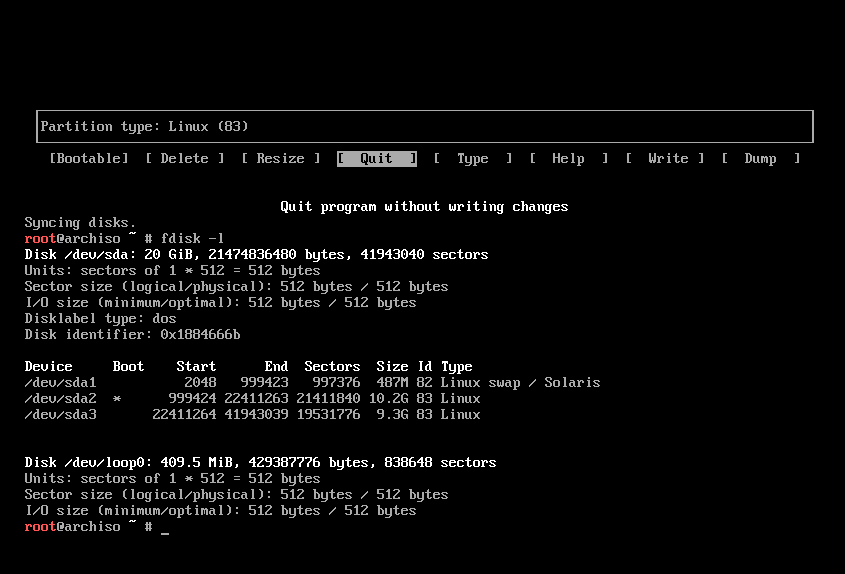 Partition type: Linux (83)
[Bootable]  [ Delete ]  [ Resize ]  [  Quit  ]  [  Type  ]  [  Help  ]  [  Write ]  [  Dump  ]
Quit program without writing changes
Syncing disks.
root@archiso ~ # fdisk -l
Disk /dev/sda: 20 GiB, 21474836480 bytes, 41943040 sectors
Units: sectors of 1 * 512 = 512 bytes
Sector size (logical/physical): 512 bytes / 512 bytes
I/O size (minimum/optimal): 512 bytes / 512 bytes
Disklabel type: dos
Disk identifier: 0x1884666b
Device     Boot    Start      End  Sectors  Size Id Type
/dev/sda1           2048   999423   997376  487M 82 Linux swap / Solaris
/dev/sda2  *      999424 22411263 21411840 10.2G 83 Linux
/dev/sda3       22411264 41943039 19531776  9.3G 83 Linux
Disk /dev/loop0: 409.5 MiB, 429387776 bytes, 838648 sectors
Units: sectors of 1 * 512 = 512 bytes
Sector size (logical/physical): 512 bytes / 512 bytes
I/O size (minimum/optimal): 512 bytes / 512 bytes
root@archiso ~ # _